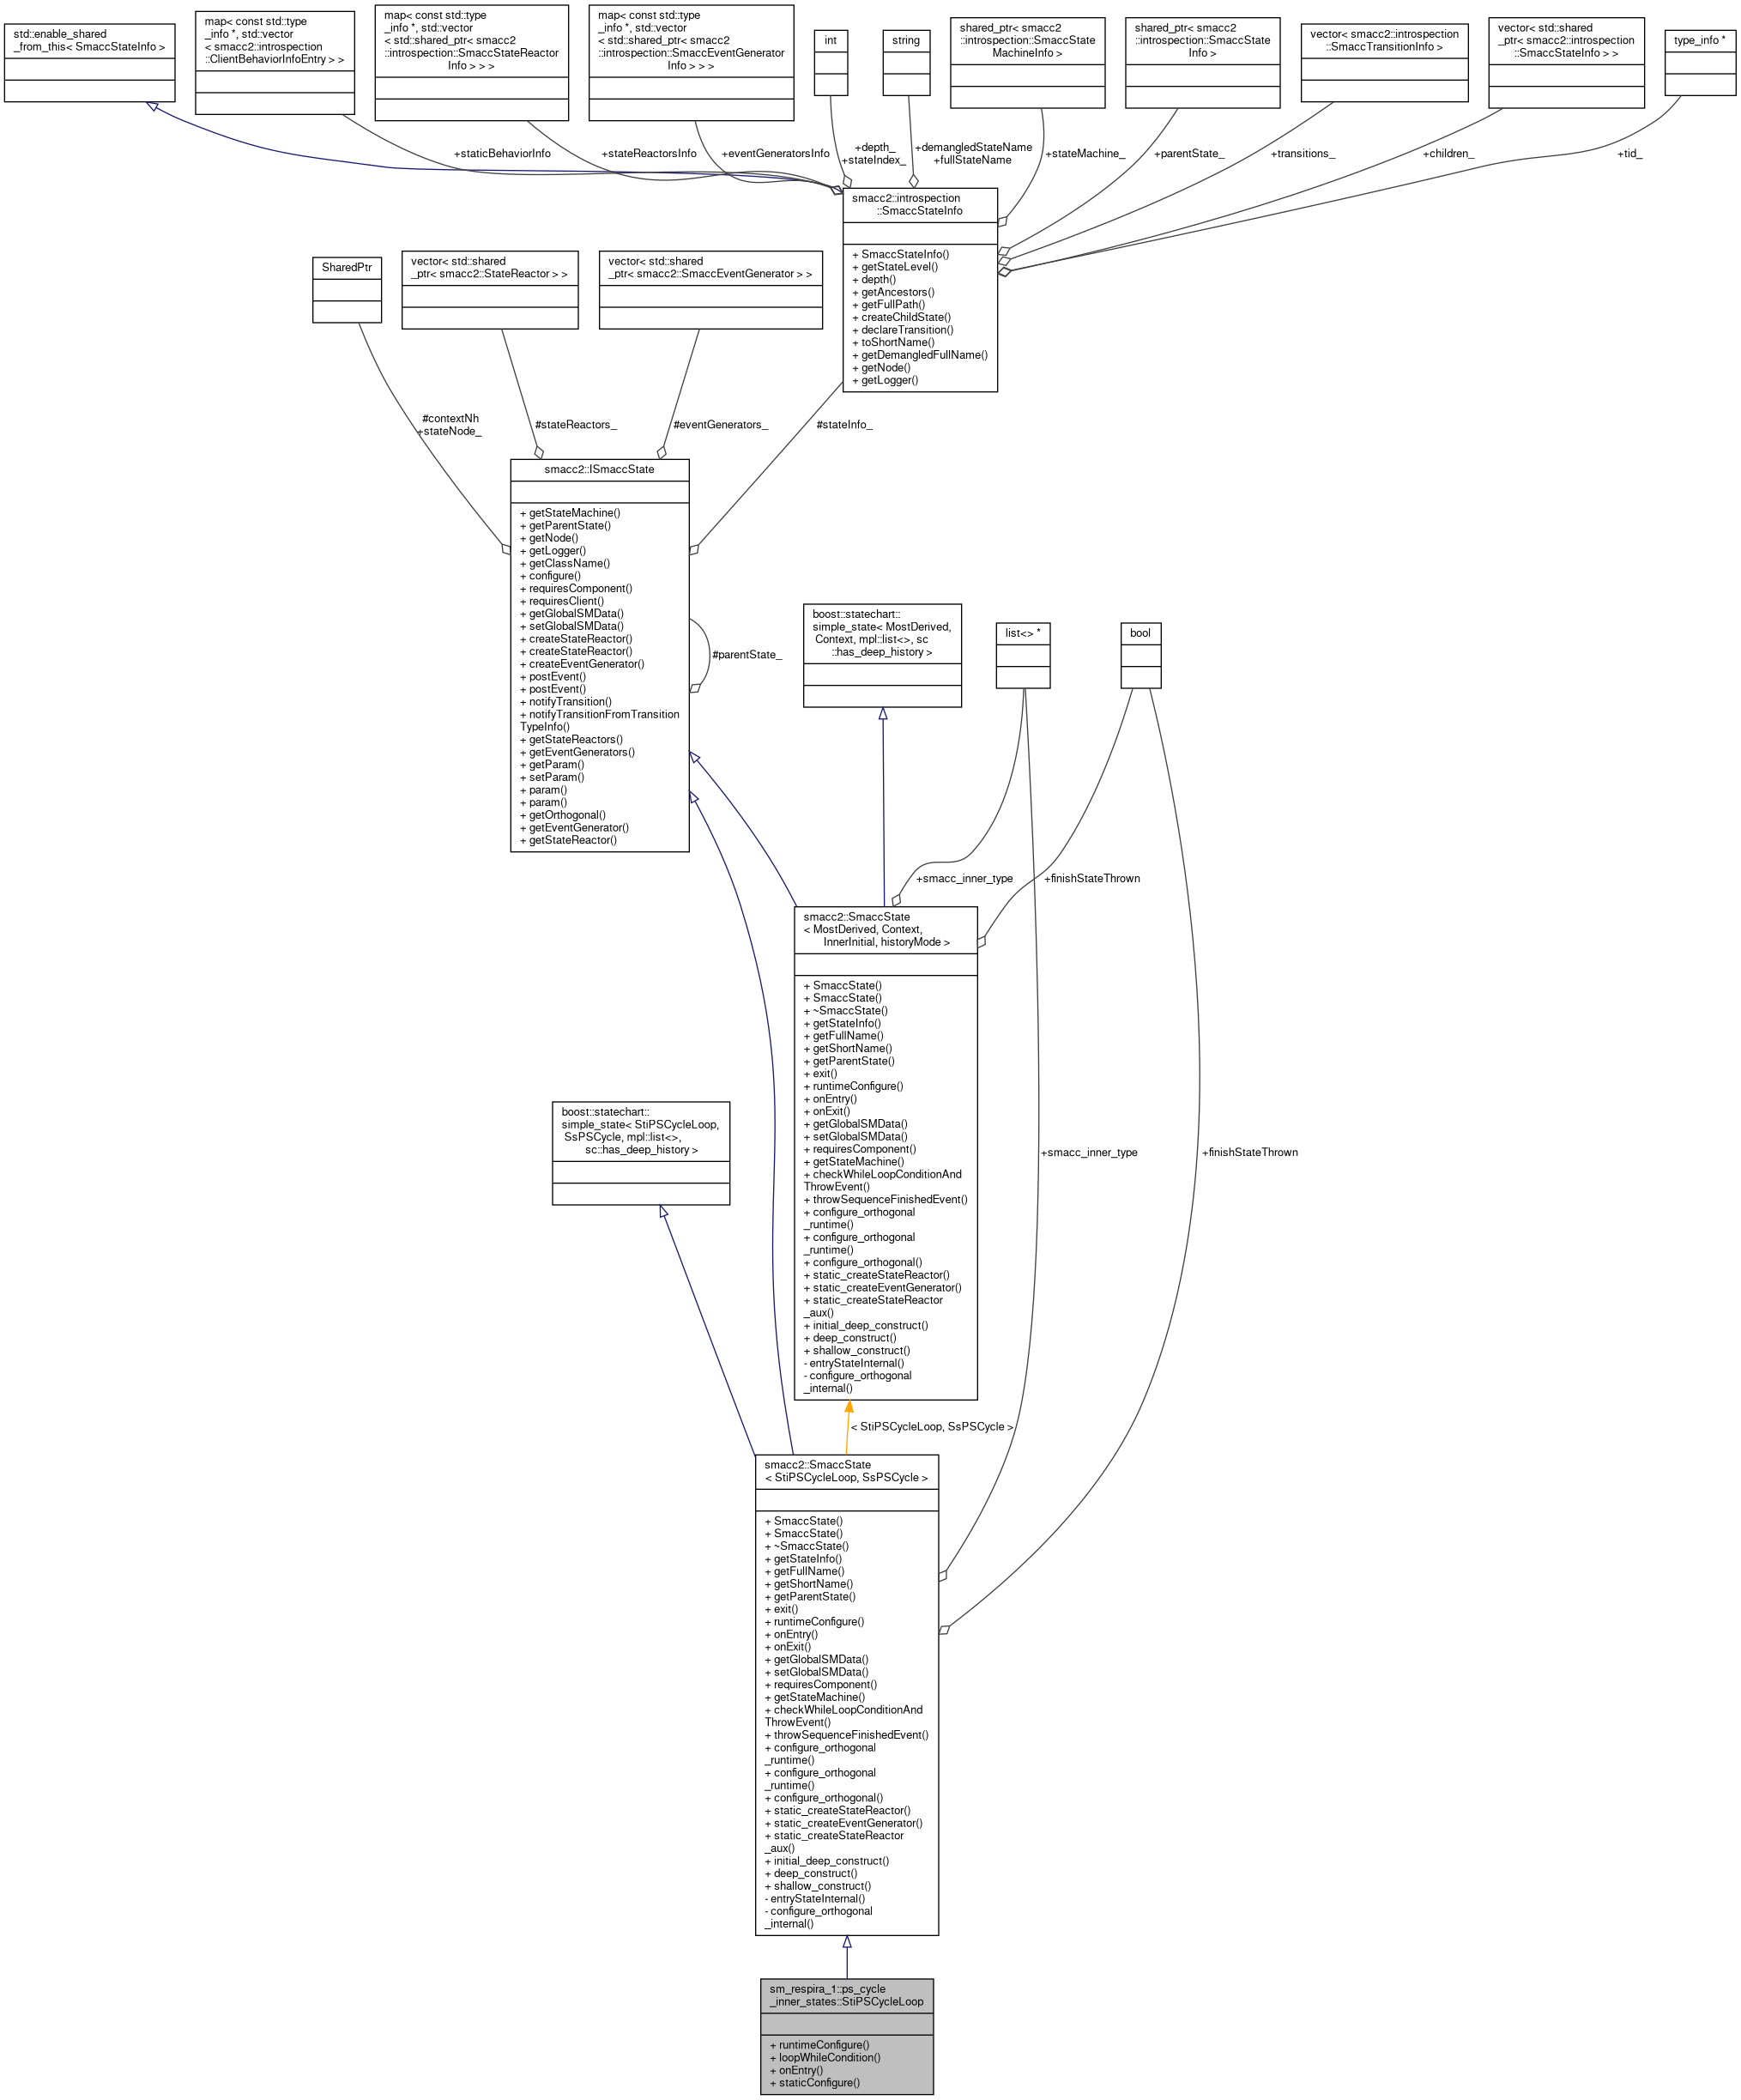 std::enable_shared
_from_this< SmaccStateInfo >
map< const std::type
_info *, std::vector
< smacc2::introspection
::ClientBehaviorInfoEntry > >
map< const std::type
_info *, std::vector
< std::shared_ptr< smacc2
::introspection::SmaccStateReactor
Info > > >
map< const std::type
_info *, std::vector
< std::shared_ptr< smacc2
::introspection::SmaccEventGenerator
Info > > >
int
string
shared_ptr< smacc2
::introspection::SmaccState
MachineInfo >
shared_ptr< smacc2
::introspection::SmaccState
Info >
vector< smacc2::introspection
::SmaccTransitionInfo >
vector< std::shared
_ptr< smacc2::introspection
::SmaccStateInfo > >
type_info *
+staticBehaviorInfo
+stateReactorsInfo
+eventGeneratorsInfo
+depth_
+stateIndex_
+demangledStateName
+fullStateName
+stateMachine_
+parentState_
+transitions_
+children_
+tid_
smacc2::introspection
::SmaccStateInfo
+ SmaccStateInfo()
+ getStateLevel()
+ depth()
+ getAncestors()
+ getFullPath()
+ createChildState()
+ declareTransition()
+ toShortName()
+ getDemangledFullName()
+ getNode()
+ getLogger()
SharedPtr
vector< std::shared
_ptr< smacc2::StateReactor > >
vector< std::shared
_ptr< smacc2::SmaccEventGenerator > >
#contextNh
+stateNode_
#stateReactors_
#eventGenerators_
#stateInfo_
smacc2::ISmaccState
+ getStateMachine()
+ getParentState()
+ getNode()
+ getLogger()
+ getClassName()
+ configure()
+ requiresComponent()
+ requiresClient()
+ getGlobalSMData()
+ setGlobalSMData()
+ createStateReactor()
+ createStateReactor()
+ createEventGenerator()
+ postEvent()
+ postEvent()
+ notifyTransition()
+ notifyTransitionFromTransition
TypeInfo()
+ getStateReactors()
+ getEventGenerators()
+ getParam()
+ setParam()
+ param()
+ param()
+ getOrthogonal()
+ getEventGenerator()
+ getStateReactor()
#parentState_
boost::statechart::
simple_state< MostDerived,
Context, mpl::list<>, sc
::has_deep_history >
list<> *
bool
+smacc_inner_type
+finishStateThrown
smacc2::SmaccState
< MostDerived, Context,
InnerInitial, historyMode >
+ SmaccState()
+ SmaccState()
+ ~SmaccState()
+ getStateInfo()
+ getFullName()
+ getShortName()
+ getParentState()
+ exit()
+ runtimeConfigure()
+ onEntry()
+ onExit()
+ getGlobalSMData()
+ setGlobalSMData()
+ requiresComponent()
+ getStateMachine()
+ checkWhileLoopConditionAnd
ThrowEvent()
+ throwSequenceFinishedEvent()
+ configure_orthogonal
_runtime()
+ configure_orthogonal
_runtime()
+ configure_orthogonal()
+ static_createStateReactor()
+ static_createEventGenerator()
+ static_createStateReactor
_aux()
+ initial_deep_construct()
+ deep_construct()
+ shallow_construct()
- entryStateInternal()
- configure_orthogonal
_internal()
boost::statechart::
simple_state< StiPSCycleLoop,
SsPSCycle, mpl::list<>,
sc::has_deep_history >
+smacc_inner_type
+finishStateThrown
< StiPSCycleLoop, SsPSCycle >
smacc2::SmaccState
< StiPSCycleLoop, SsPSCycle >
+ SmaccState()
+ SmaccState()
+ ~SmaccState()
+ getStateInfo()
+ getFullName()
+ getShortName()
+ getParentState()
+ exit()
+ runtimeConfigure()
+ onEntry()
+ onExit()
+ getGlobalSMData()
+ setGlobalSMData()
+ requiresComponent()
+ getStateMachine()
+ checkWhileLoopConditionAnd
ThrowEvent()
+ throwSequenceFinishedEvent()
+ configure_orthogonal
_runtime()
+ configure_orthogonal
_runtime()
+ configure_orthogonal()
+ static_createStateReactor()
+ static_createEventGenerator()
+ static_createStateReactor
_aux()
+ initial_deep_construct()
+ deep_construct()
+ shallow_construct()
- entryStateInternal()
- configure_orthogonal
_internal()
sm_respira_1::ps_cycle
_inner_states::StiPSCycleLoop
+ runtimeConfigure()
+ loopWhileCondition()
+ onEntry()
+ staticConfigure()